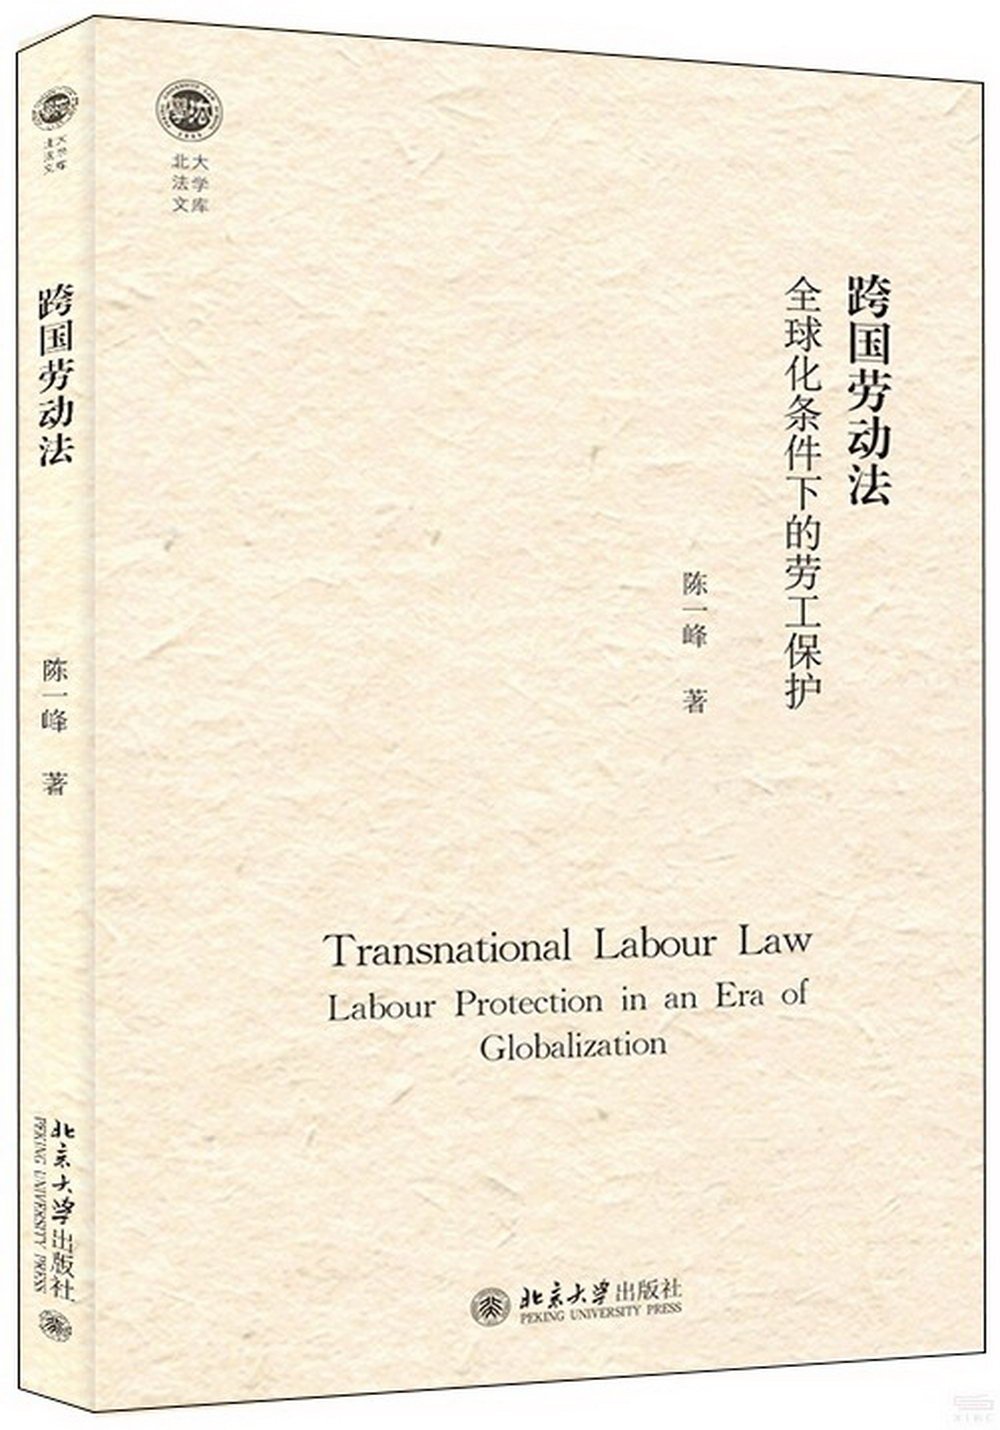 北大
法学
文库
跨国劳动法
全球化条件下的劳工保护
陈一峰 著
Transnational Labour Law
Labour Protection in an Era of
Globalization
北京大学出版社
PEKING UNIVERSITY PRESS
跨国劳动法
陈一峰 著
北京大学出版社
PEKING UNIVERSITY PRESS